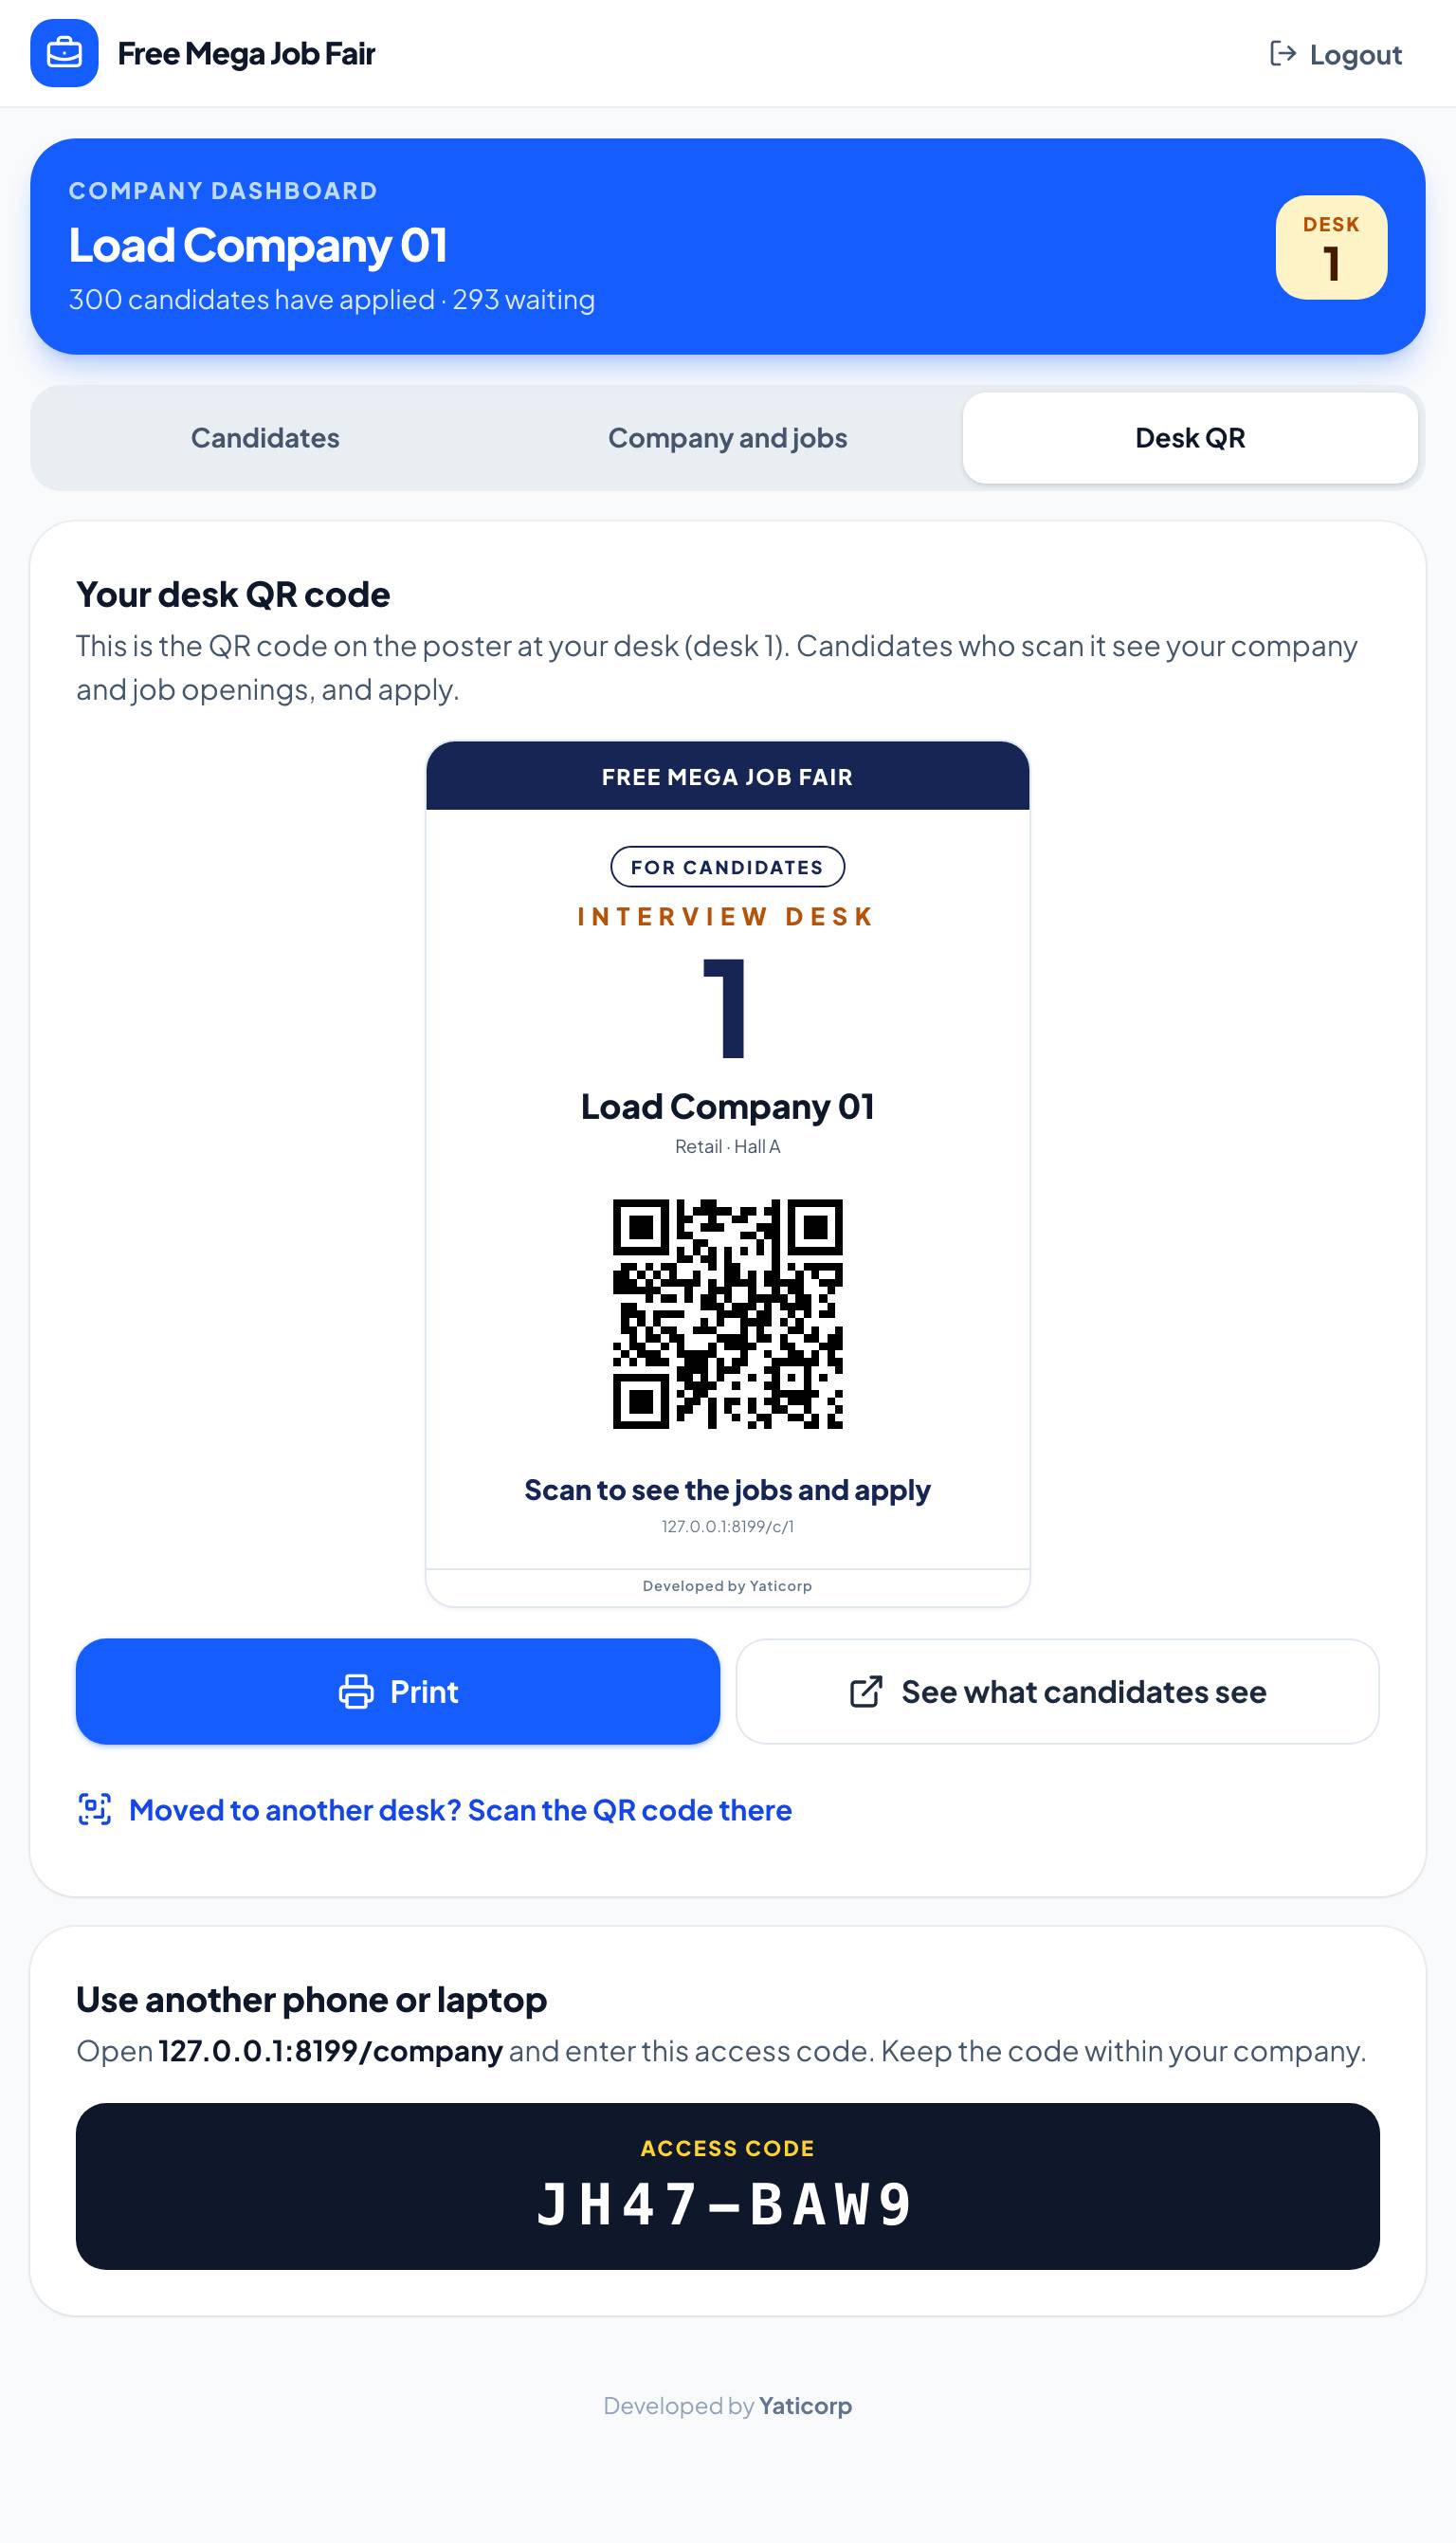 Free Mega Job Fair
Logout
COMPANY DASHBOARD
Load Company 01
300 candidates have applied · 293 waiting
DESK
1
Candidates
Company and jobs
Desk QR
Your desk QR code
This is the QR code on the poster at your desk (desk 1). Candidates who scan it see your company
and job openings, and apply.
FREE MEGA JOB FAIR
FOR CANDIDATES
INTERVIEW DESK
1
Load Company 01
Retail · Hall A
Scan to see the jobs and apply
127.0.0.1:8199/c/1
Developed by Yaticorp
Print
See what candidates see
Moved to another desk? Scan the QR code there
Use another phone or laptop
Open 127.0.0.1:8199/company and enter this access code. Keep the code within your company.
ACCESS CODE
JH47-BAW9
Developed by Yaticorp